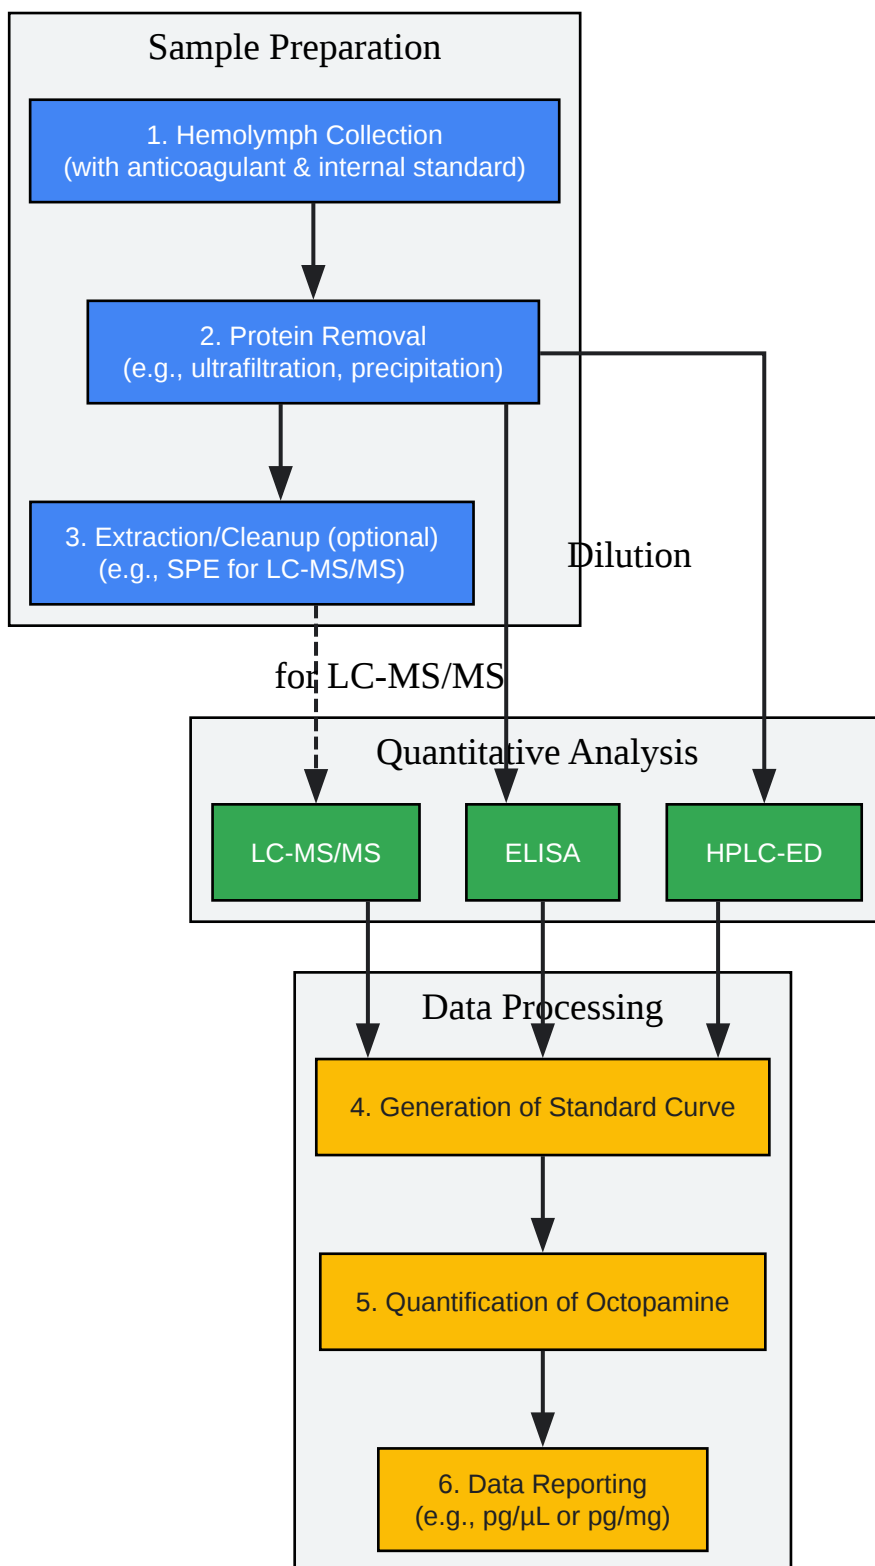 Sample Preparation
1. Hemolymph Collection
(with anticoagulant & internal standard)
2. Protein Removal
(e.g., ultrafiltration, precipitation)
3. Extraction/Cleanup (optional)
(e.g., SPE for LC-MS/MS)
Dilution
for LC-MS/MS
Quantitative Analysis
LC-MS/MS
ELISA
HPLC-ED
Data Processing
4. Generation of Standard Curve
5. Quantification of Octopamine
6. Data Reporting
(e.g., pg/µL or pg/mg)